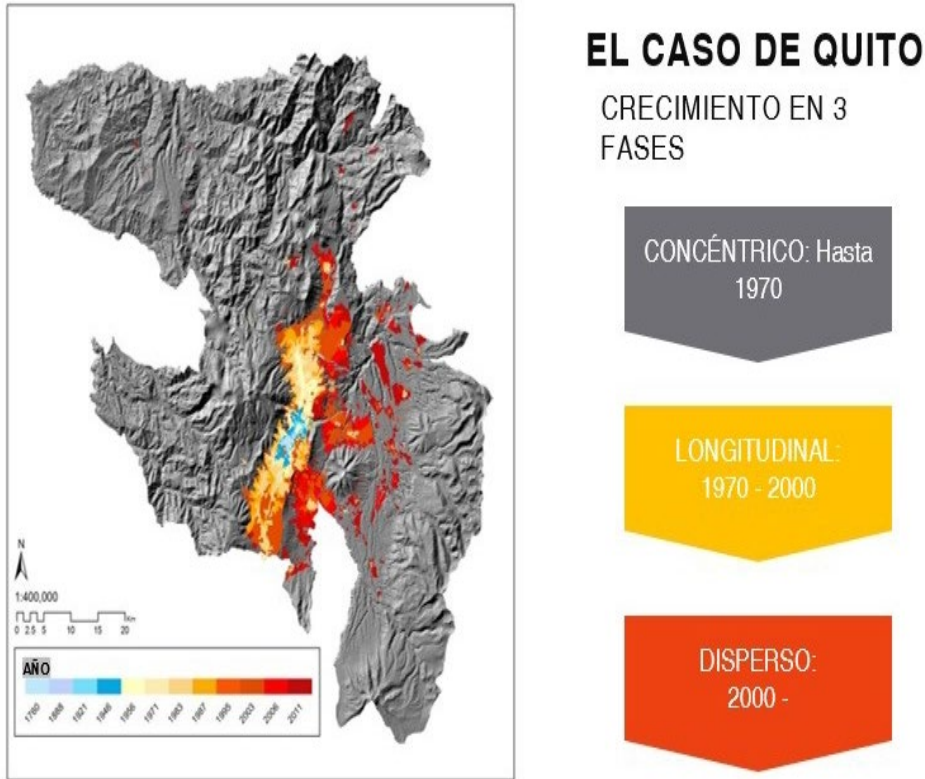 EL CASO DE QUITO
CRECIMIENTO EN 3
FASES
CONCÉNTRICO: Hasta
1970
LONGITUDINAL:
1970 - 2000
DISPERSO:
2000 -
N
1:400,000
Km
0 2.5 5 10 15 20
AÑO
1760 1888 1921 1946 1956 1971 1983 1987 1995 2003 2006 2011